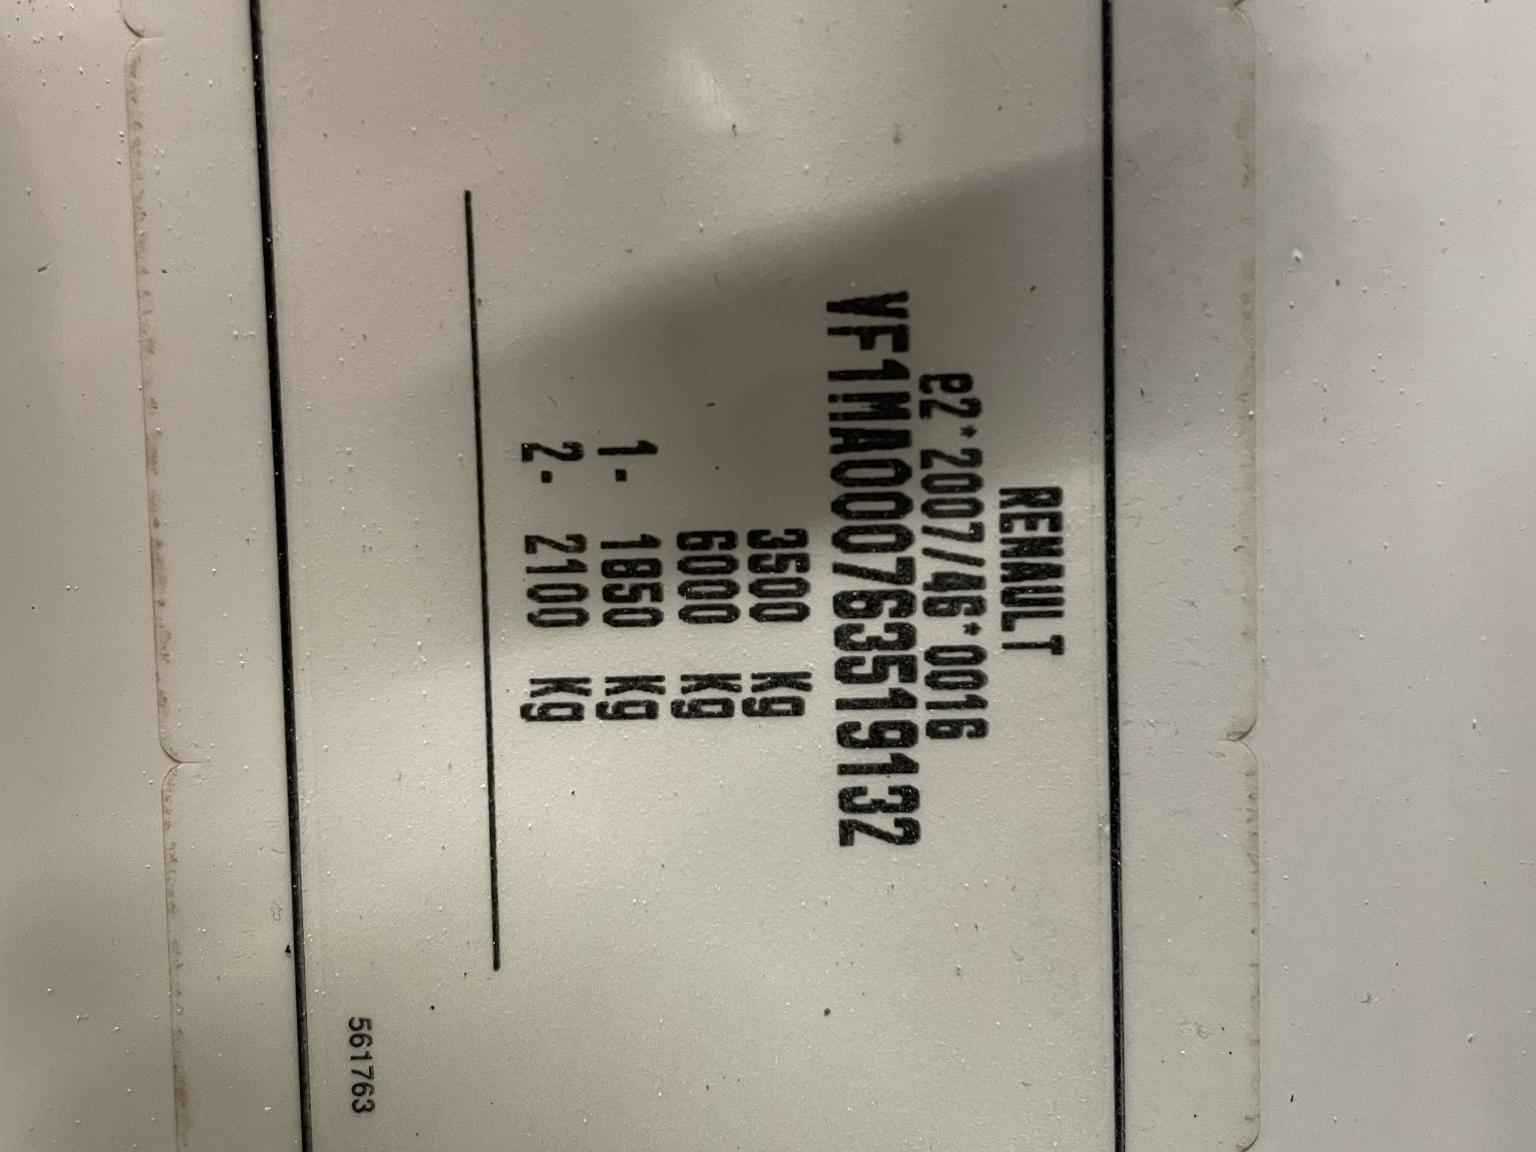 RENAULT
e2*2007/46*0016
VF1MA000763519132
3500 Kg
6000 Kg
1. 1850 Kg
2. 2100 Kg
561763